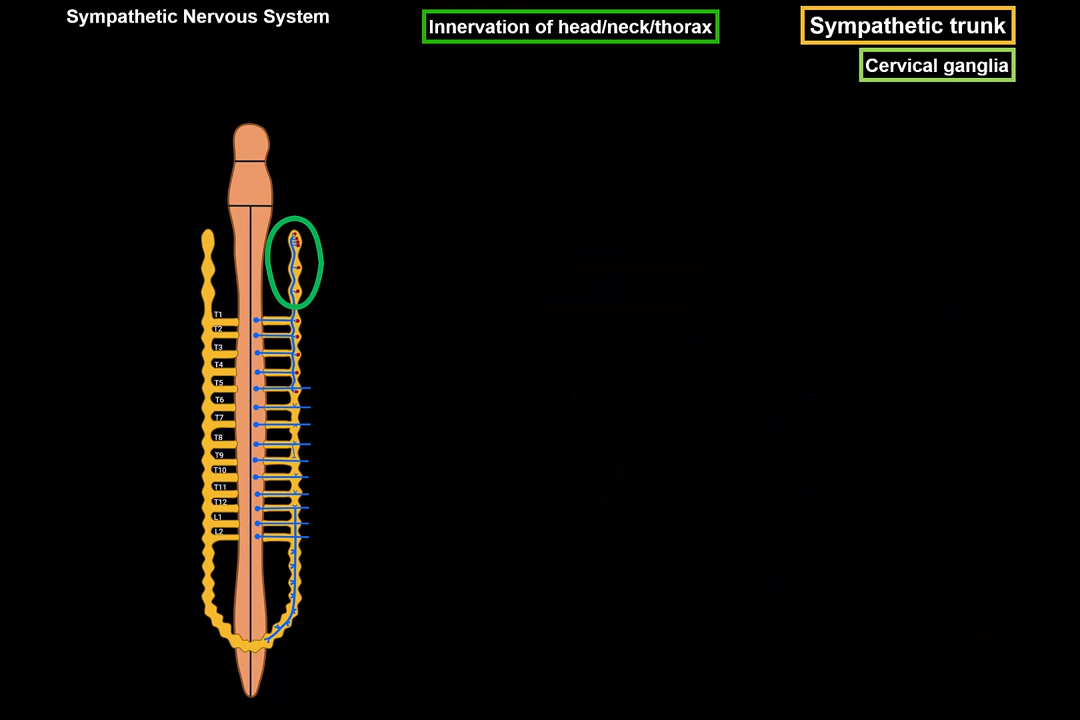 Sympathetic Nervous System
Innervation of head/neck/thorax
Sympathetic trunk
Cervical ganglia
T1
T2
T3
T4
T5
T6
T7
T8
T9
T10
T11
T12
L1
L2